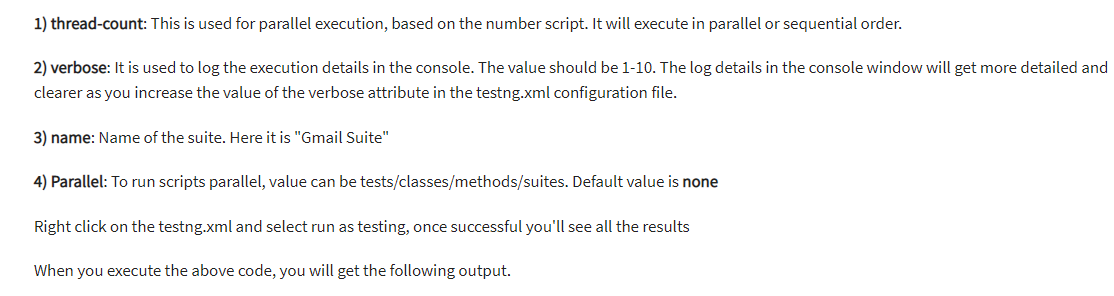 1) thread-count: This is used for parallel execution, based on the number script. It will execute in parallel or sequential order.
2) verbose: It is used to log the execution details in the console. The value should be 1-10. The log details in the console window will get more detailed and
clearer as you increase the value of the verbose attribute in the testng.xml configuration file.
3) name: Name of the suite. Here it is "Gmail Suite"
4) Parallel: To run scripts parallel, value can be tests/classes/methods/suites. Default value is none
Right click on the testng.xml and select run as testing, once successful you'll see all the results
When you execute the above code, you will get the following output.